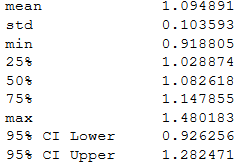 mean 1.094891
std 0.103593
min 0.918805
25% 1.028874
50% 1.082618
75% 1.147855
max 1.480183
95% CI Lower 0.926256
95% CI Upper 1.282471